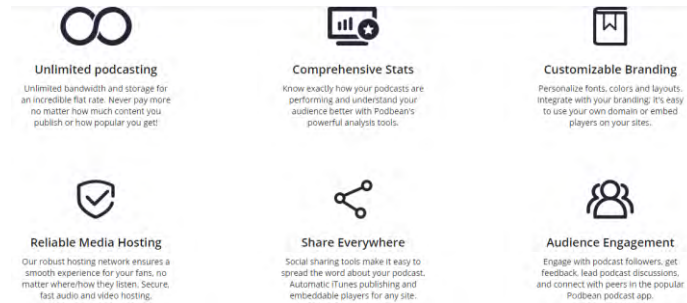 Unlimited podcasting
Unlimited bandwidth and storage for
an incredible flat rate. Never pay more
no matter how much content you
publish or how popular you get!
Comprehensive Stats
Know exactly how your podcasts are
performing and understand your
audience better with Podbean's
powerful analysis tools.
Customizable Branding
Personalize fonts, colors and layouts.
Integrate with your branding: it's easy
to use your own domain or embed
players on your sites.
Reliable Media Hosting
Our robust hosting network ensures a
smooth experience for your fans, no
matter where/how they listen. Secure,
fast audio and video hosting.
Share Everywhere
Social sharing tools make it easy to
spread the word about your podcast.
Automatic iTunes publishing and
embeddable players for any site.
Audience Engagement
Engage with podcast followers, get
feedback, lead podcast discussions,
and connect with peers in the popular
Podbean podcast app.